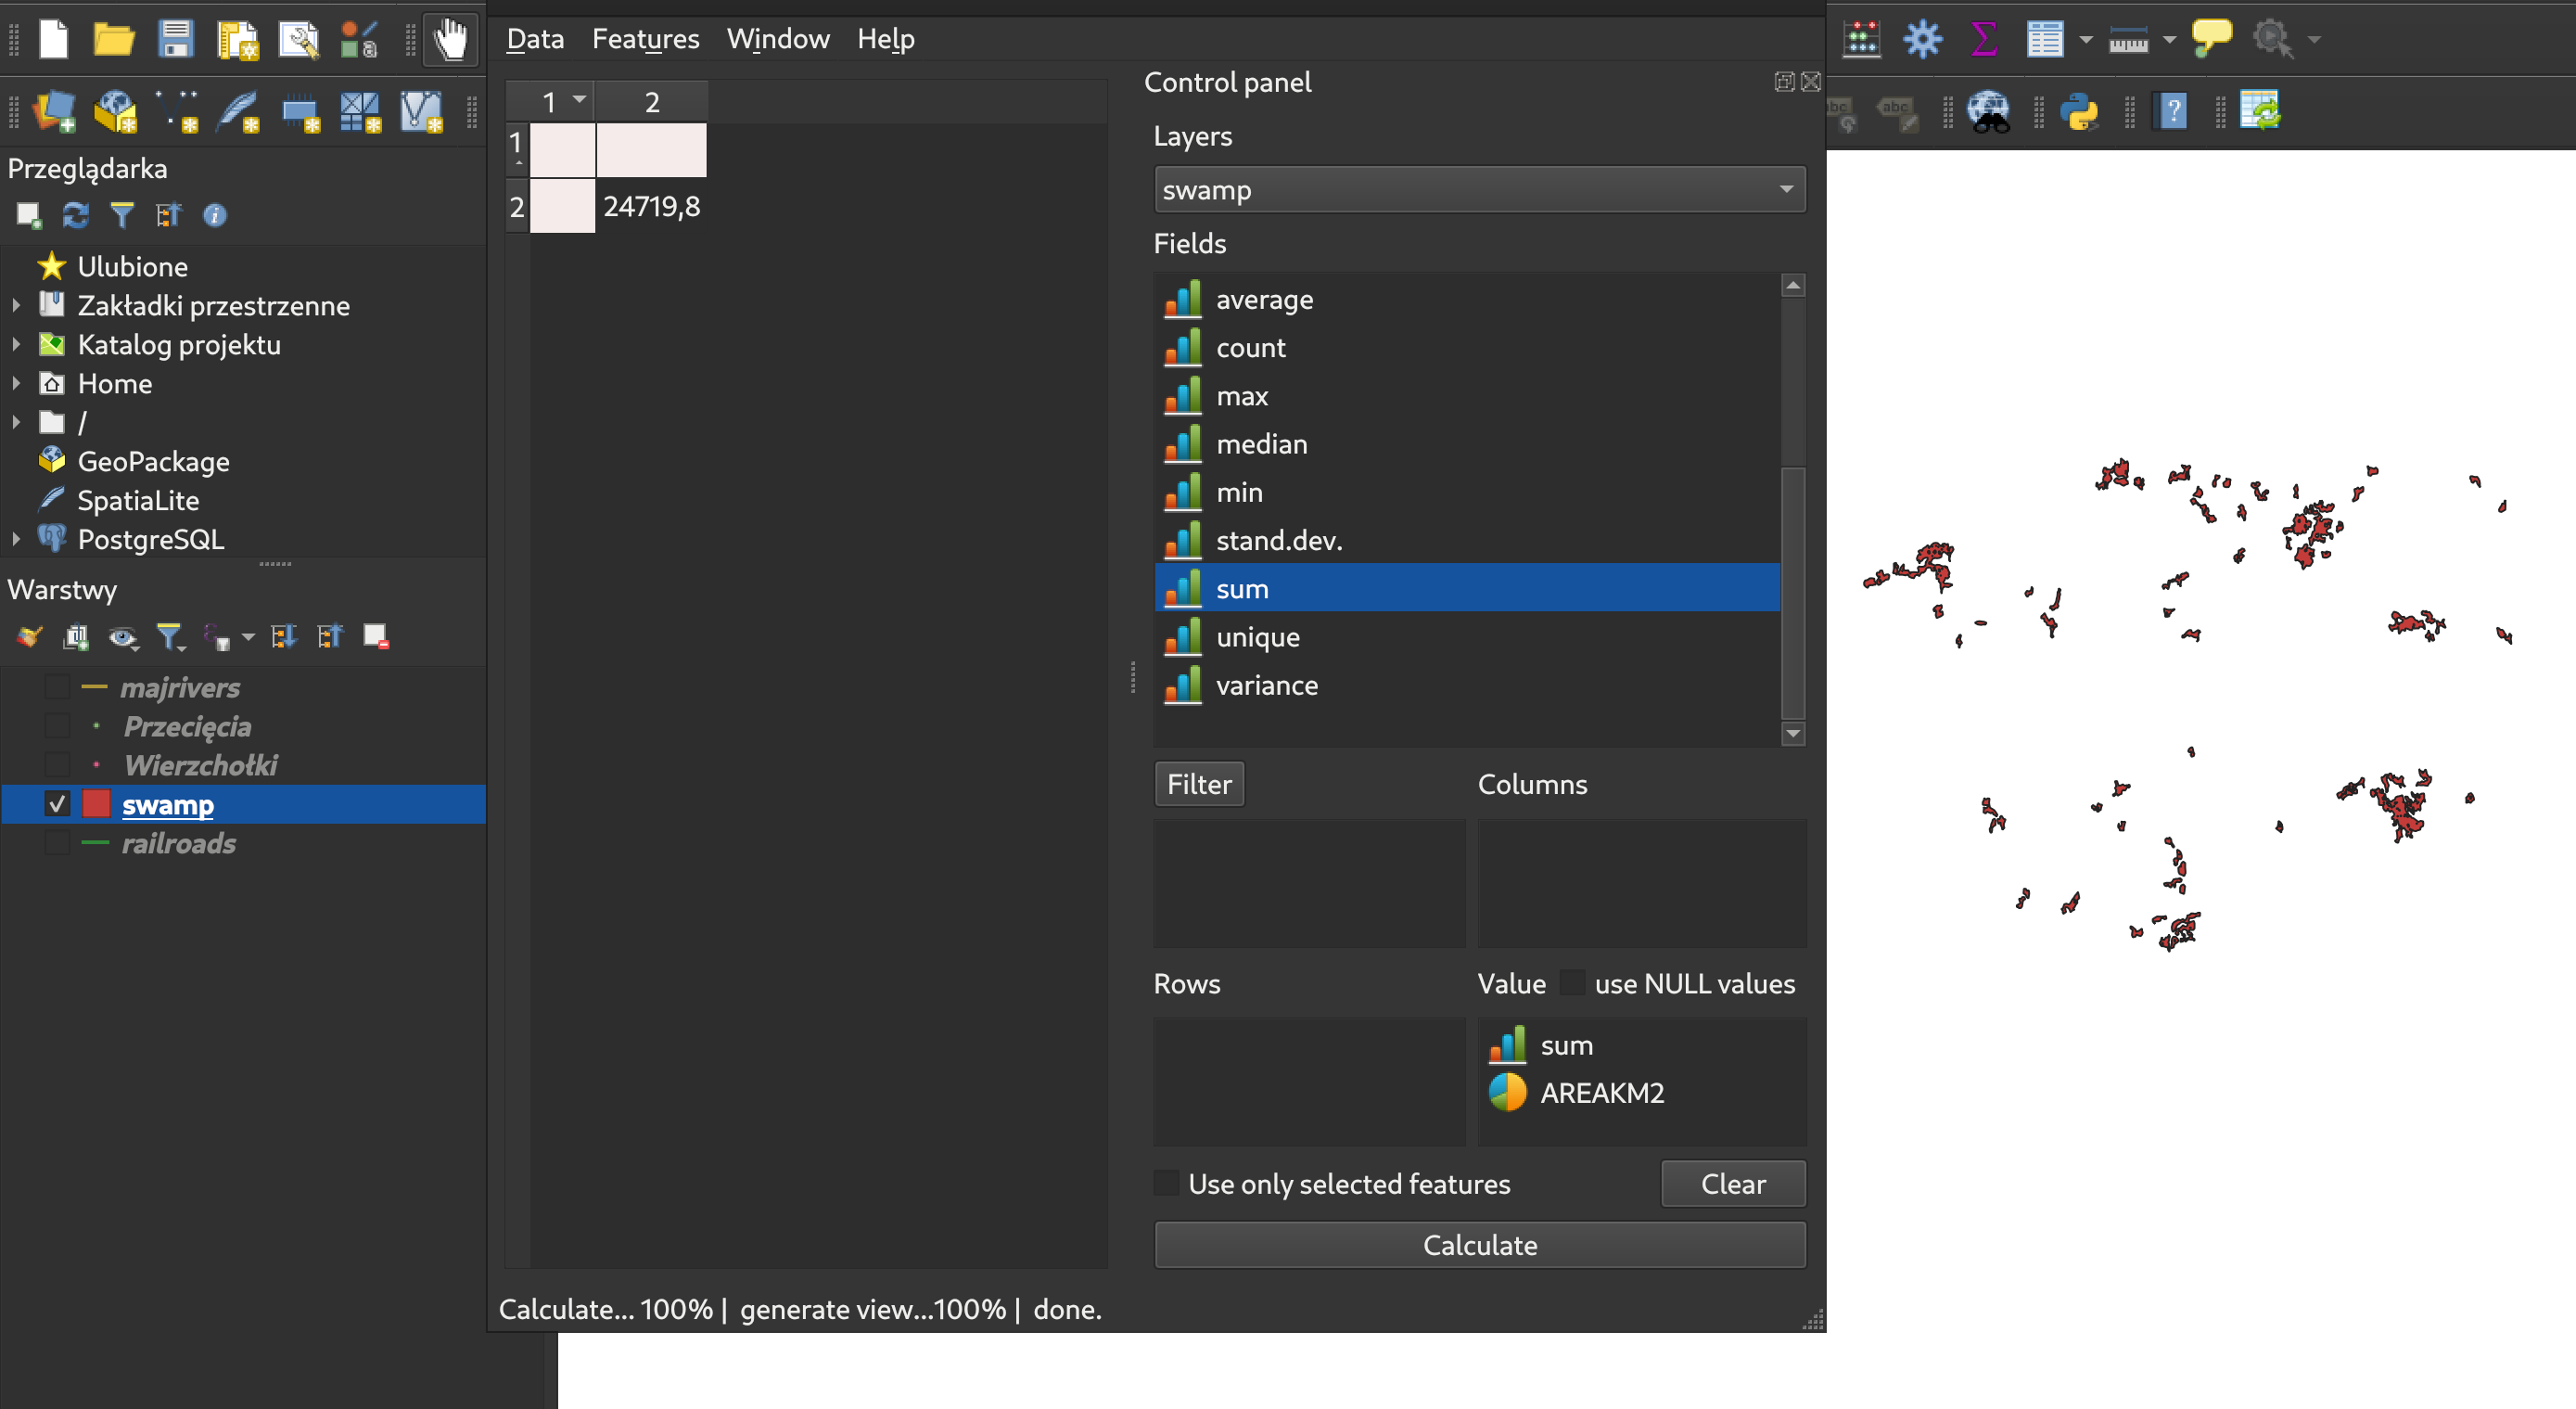 Data Features Window Help
1 2
1
2 24719,8
Control panel
Layers
swamp
Fields
average
count
max
median
min
stand.dev.
sum
unique
variance
Filter Columns
Rows Value use NULL values
sum
AREAKM2
Use only selected features Clear
Calculate
Calculate... 100% | generate view...100% | done.
Przeglądarka
Ulubione
Zakładki przestrzenne
Katalog projektu
Home
/
GeoPackage
SpatiaLite
PostgreSQL
Warstwy
majrivers
Przecięcia
Wierzchołki
swamp
railroads
abc